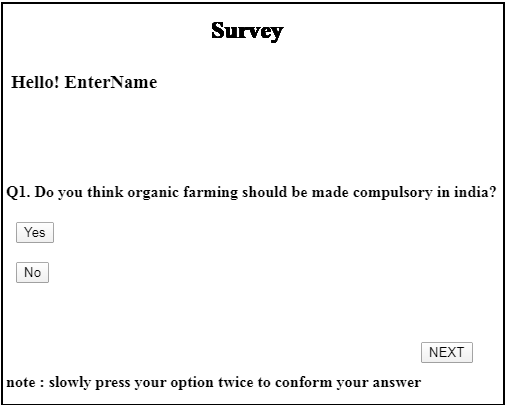 Survey
Hello! EnterName
Q1. Do you think organic farming should be made compulsory in india?
Yes
No
NEXT
note : slowly press your option twice to conform your answer